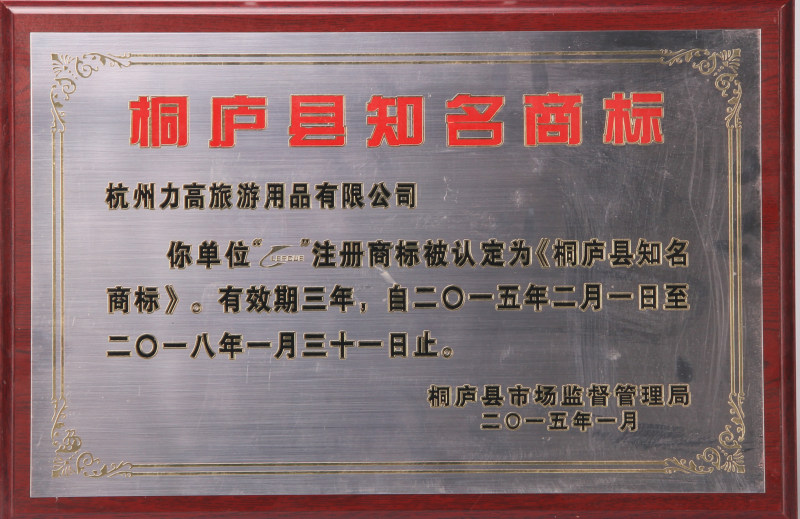 桐庐县知名商标
杭州力高旅游用品有限公司
你单位“LEAGUE”注册商标被认定为《桐庐县知名
商标》。有效期三年，自二〇一五年二月一日至
二〇一八年一月三十一日止。
桐庐县市场监督管理局
二〇一五年一月